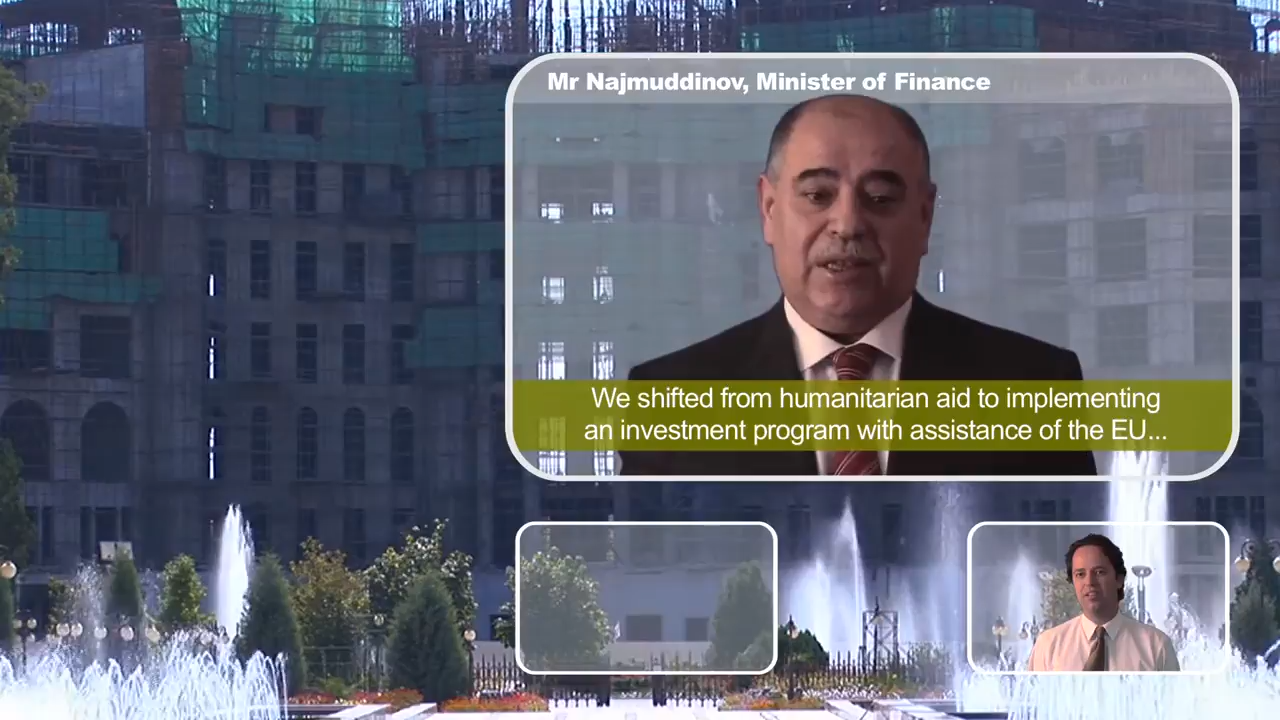 Mr Najmuddinov, Minister of Finance
We shifted from humanitarian aid to implementing
an investment program with assistance of the EU...